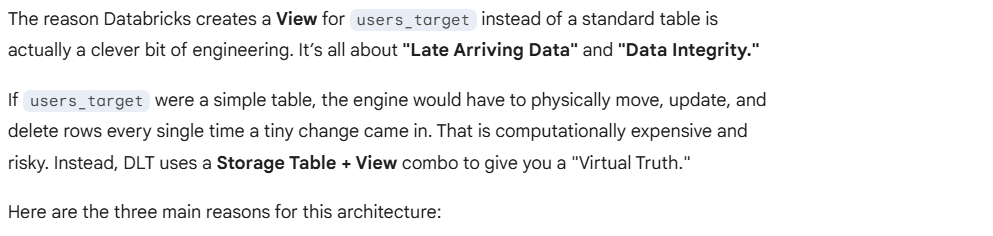 The reason Databricks creates a View for users_target instead of a standard table is
actually a clever bit of engineering. It’s all about "Late Arriving Data" and "Data Integrity."
If users_target were a simple table, the engine would have to physically move, update, and
delete rows every single time a tiny change came in. That is computationally expensive and
risky. Instead, DLT uses a Storage Table + View combo to give you a "Virtual Truth."
Here are the three main reasons for this architecture: